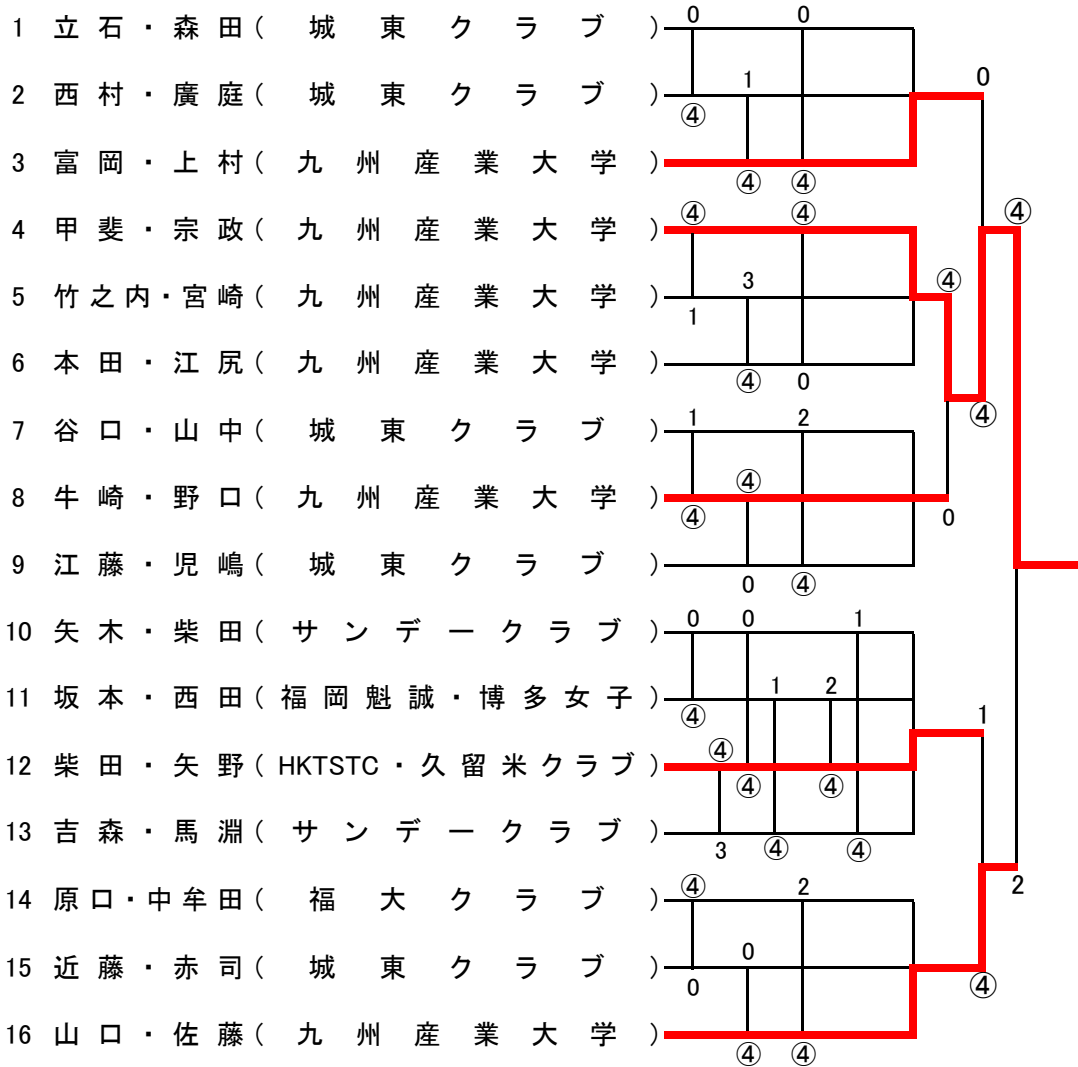 0 0
1 立石・森田(城東クラブ)
1 0
2 西村・廣庭(城東クラブ)
④
3 富岡・上村(九州産業大学)
④ ④
④ ④ ④
4 甲斐・宗政(九州産業大学)
3 ④
5 竹之内・宮崎(九州産業大学)
1
6 本田・江尻(九州産業大学)
④ 0
1 2 ④
7 谷口・山中(城東クラブ)
④
8 牛崎・野口(九州産業大学)
④ 0
9 江藤・児嶋(城東クラブ)
0 ④
0 0 1
10 矢木・柴田(サンデークラブ)
1 2
11 坂本・西田(福岡魁誠・博多女子)
④ 1
④
12 柴田・矢野(HKTSTC・久留米クラブ)
④ ④
13 吉森・馬淵(サンデークラブ)
3 ④ ④
④ 2 2
14 原口・中牟田(福大クラブ)
0
15 近藤・赤司(城東クラブ)
0 ④
16 山口・佐藤(九州産業大学)
④ ④